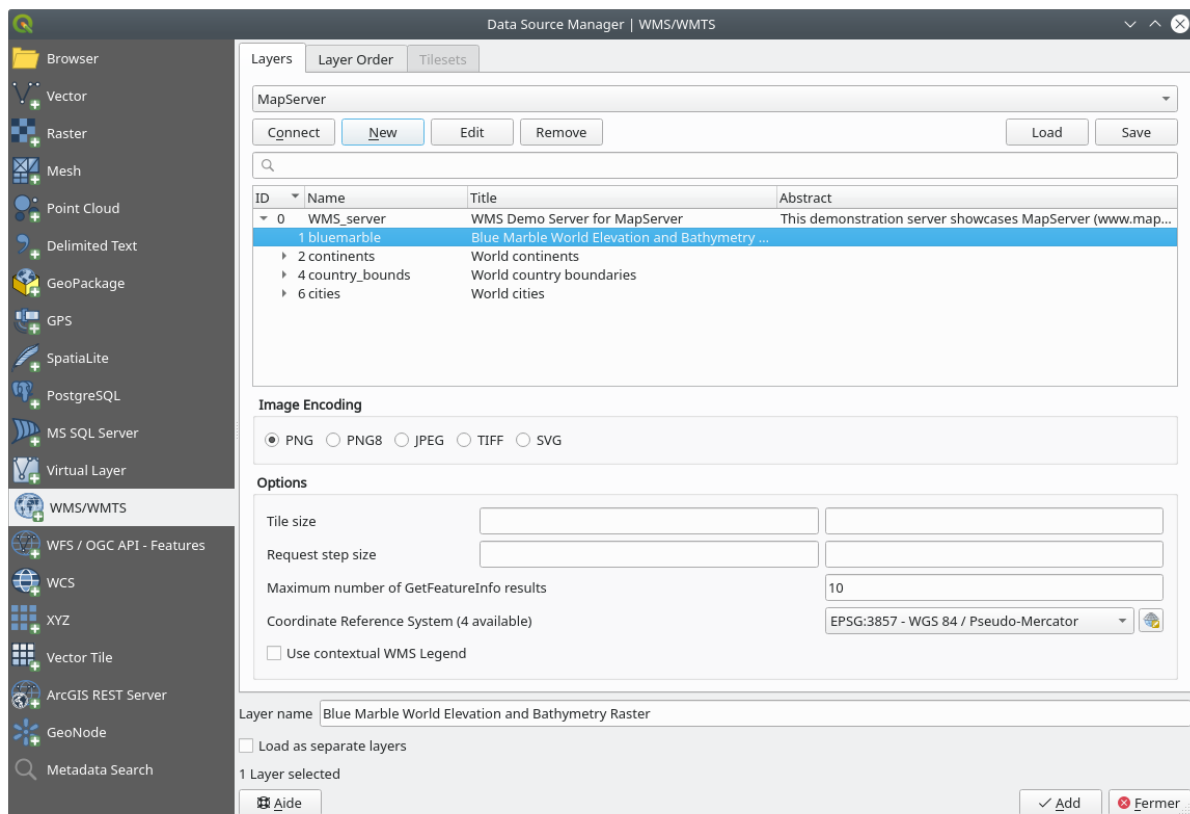 Data Source Manager | WMS/WMTS
Browser
Vector
Raster
Mesh
Point Cloud
Delimited Text
GeoPackage
GPS
SpatiaLite
PostgreSQL
MS SQL Server
Virtual Layer
WMS/WMTS
WFS / OGC API - Features
WCS
XYZ
Vector Tile
ArcGIS REST Server
GeoNode
Metadata Search
Layers Layer Order Tilesets
MapServer
Connect New Edit Remove Load Save
ID Name Title Abstract
0 WMS_server WMS Demo Server for MapServer This demonstration server showcases MapServer (www.map...
1 bluemarble Blue Marble World Elevation and Bathymetry ...
2 continents World continents
4 country_bounds World country boundaries
6 cities World cities
Image Encoding
PNG PNG8 JPEG TIFF SVG
Options
Tile size
Request step size
Maximum number of GetFeatureInfo results 10
Coordinate Reference System (4 available) EPSG:3857 - WGS 84 / Pseudo-Mercator
Use contextual WMS Legend
Layer name Blue Marble World Elevation and Bathymetry Raster
Load as separate layers
1 Layer selected
Aide Add Fermer